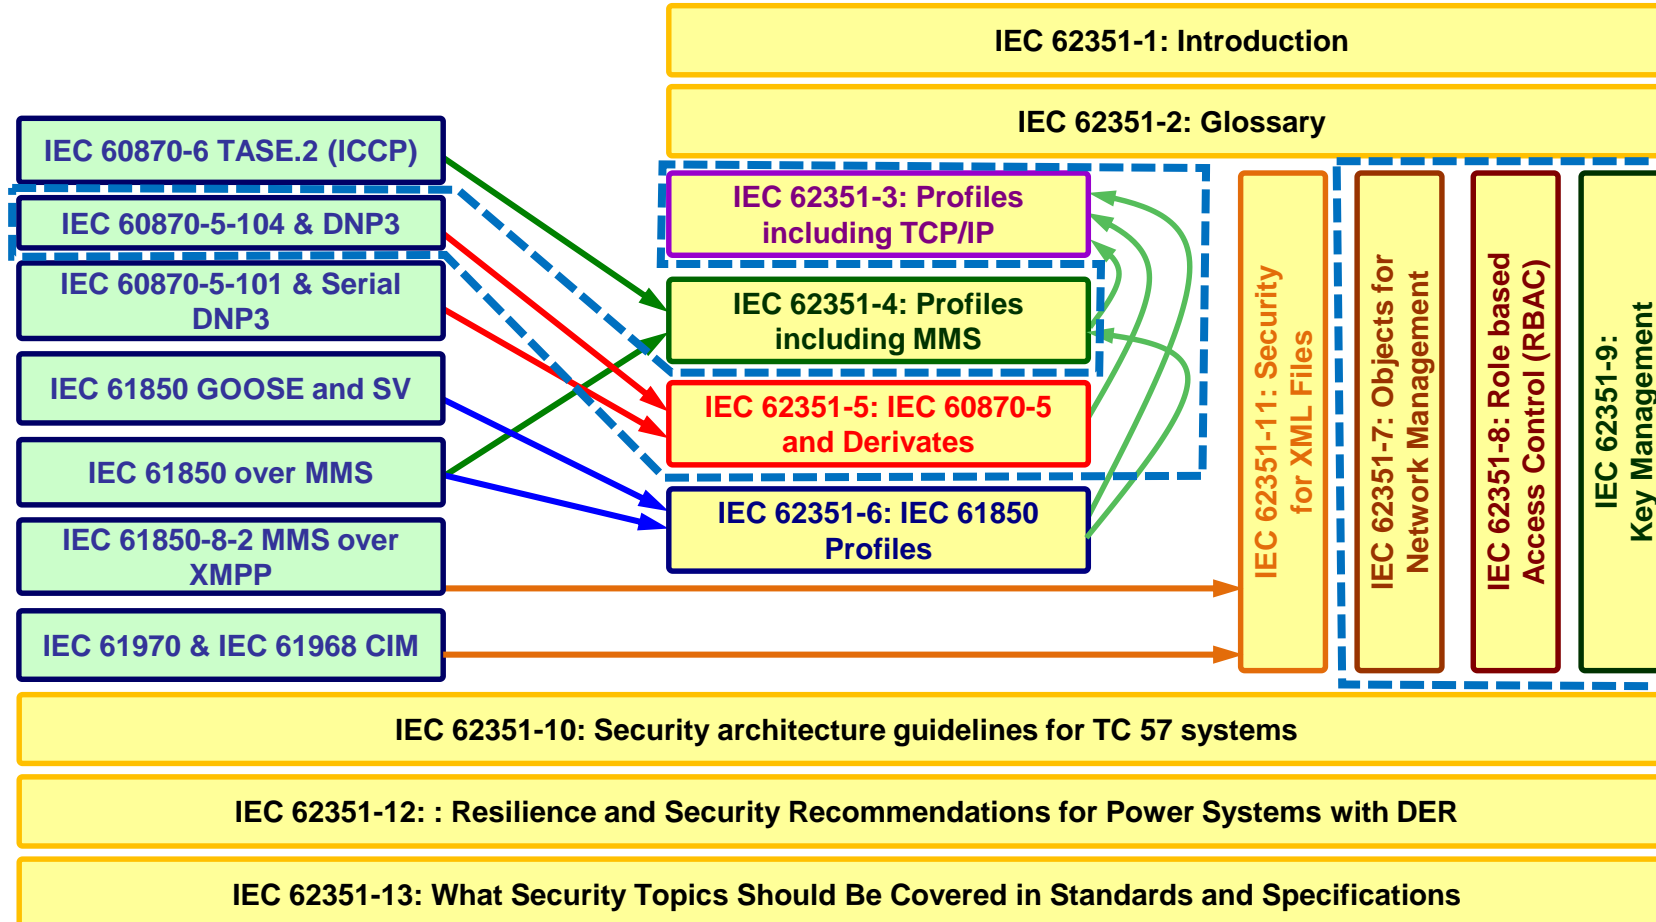 IEC 62351-1: Introduction
IEC 62351-2: Glossary
IEC 60870-6 TASE.2 (ICCP)
IEC 60870-5-104 & DNP3
IEC 60870-5-101 & Serial
DNP3
IEC 61850 GOOSE and SV
IEC 61850 over MMS
IEC 61850-8-2 MMS over
XMPP
IEC 61970 & IEC 61968 CIM
IEC 62351-3: Profiles
including TCP/IP
IEC 62351-4: Profiles
including MMS
IEC 62351-5: IEC 60870-5
and Derivates
IEC 62351-6: IEC 61850
Profiles
IEC 62351-11: Security
for XML Files
IEC 62351-7: Objects for
Network Management
IEC 62351-8: Role based
Access Control (RBAC)
IEC 62351-9:
Key Management
IEC 62351-10: Security architecture guidelines for TC 57 systems
IEC 62351-12: : Resilience and Security Recommendations for Power Systems with DER
IEC 62351-13: What Security Topics Should Be Covered in Standards and Specifications